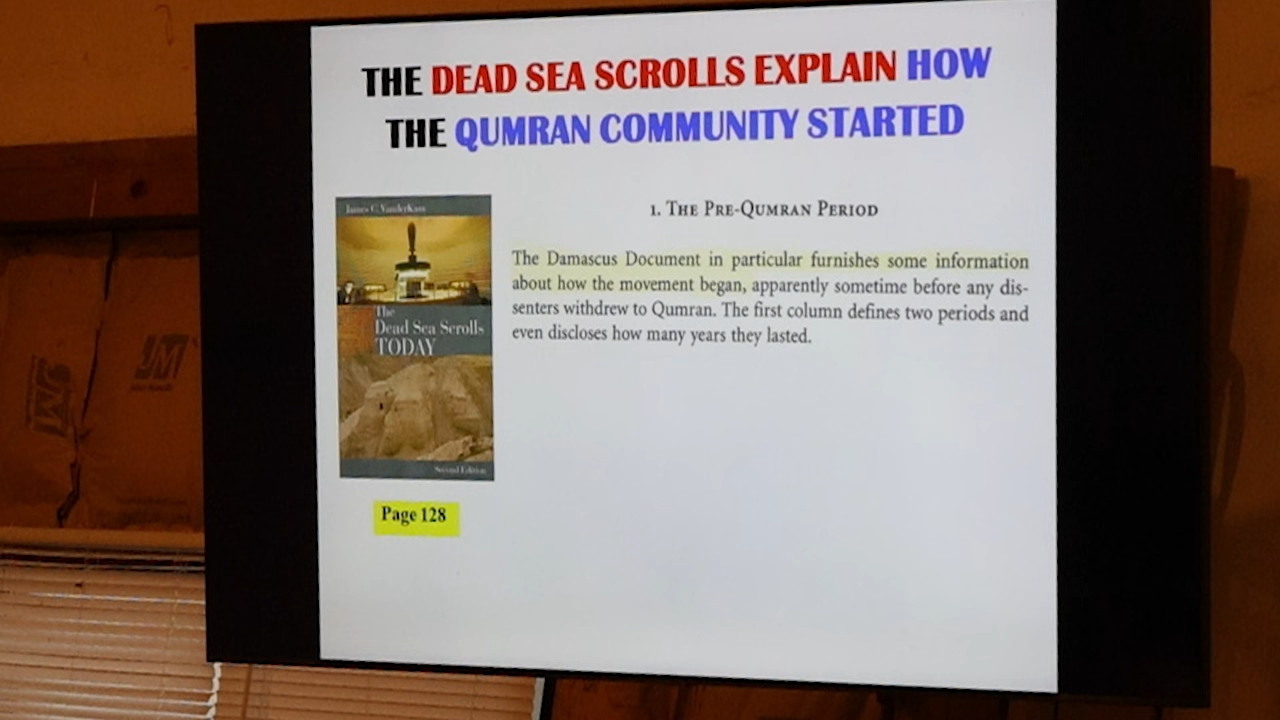 THE DEAD SEA SCROLLS EXPLAIN HOW
THE QUMRAN COMMUNITY STARTED
James C. VanderKam
The
Dead Sea Scrolls
TODAY
Second Edition
Page 128
1. The Pre-Qumran Period
The Damascus Document in particular furnishes some information
about how the movement began, apparently sometime before any dis-
senters withdrew to Qumran. The first column defines two periods and
even discloses how many years they lasted.
JM
JM